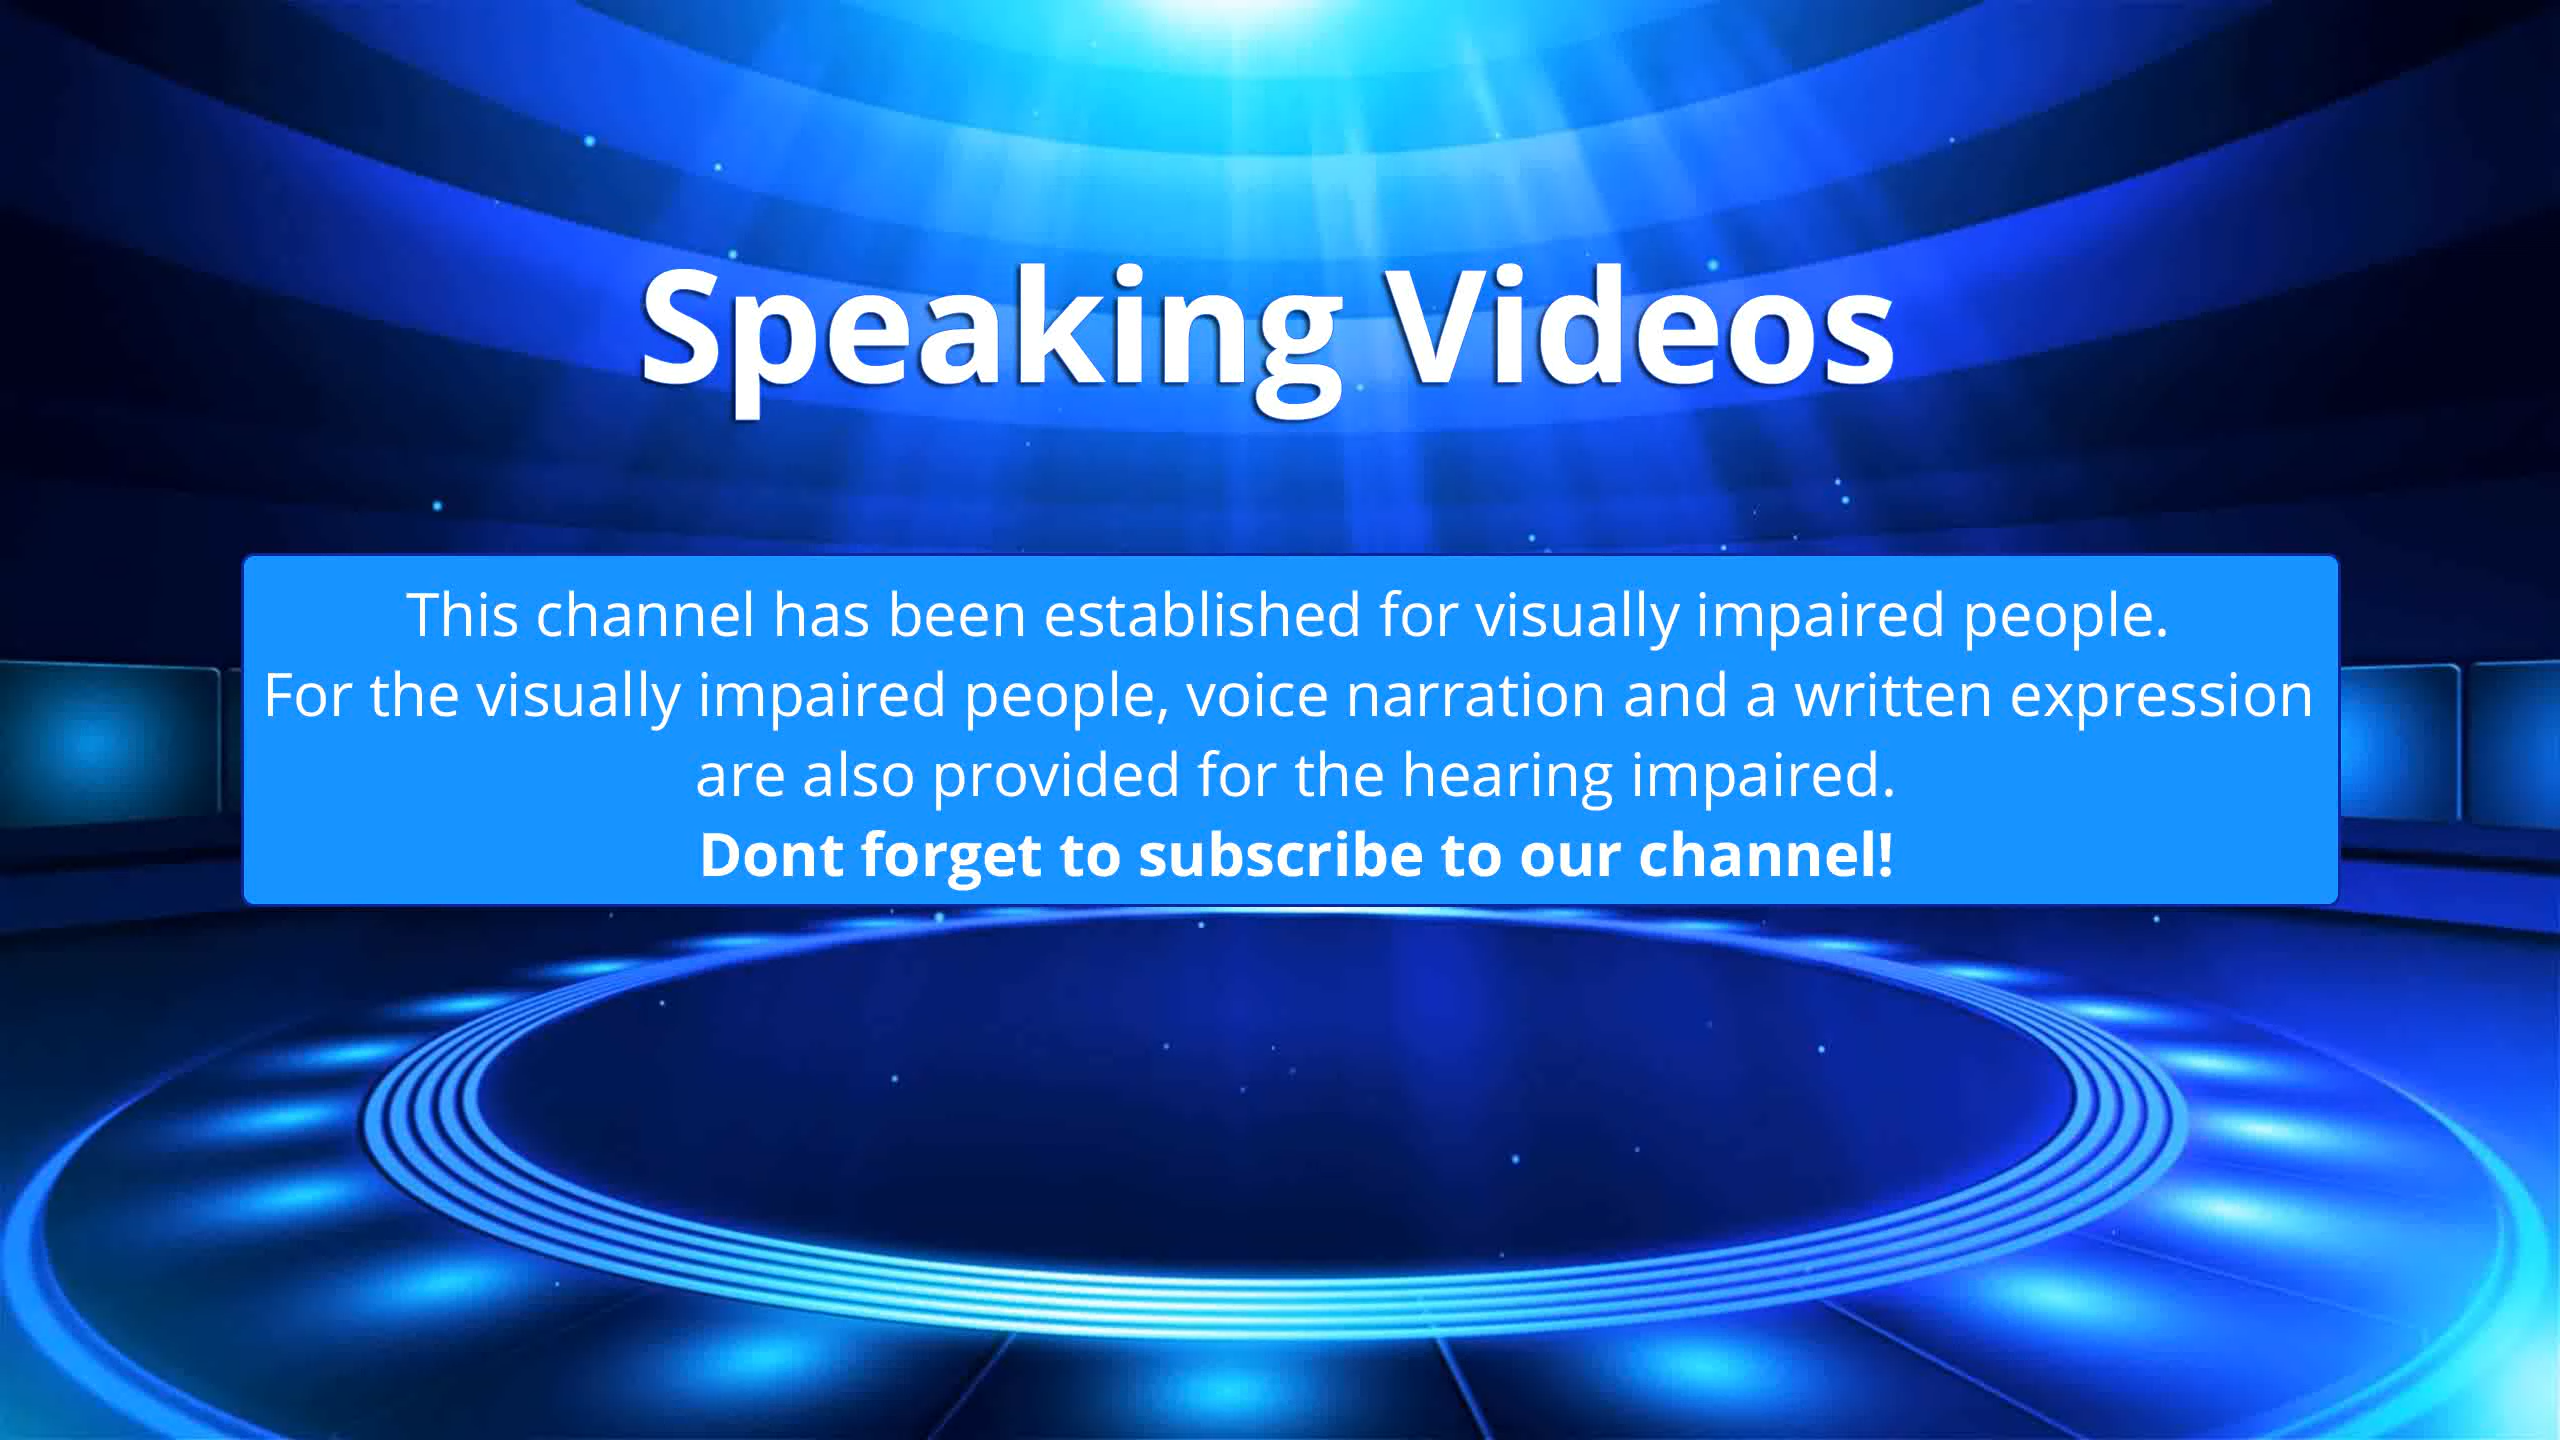 Speaking Videos
This channel has been established for visually impaired people.
For the visually impaired people, voice narration and a written expression
are also provided for the hearing impaired.
Dont forget to subscribe to our channel!